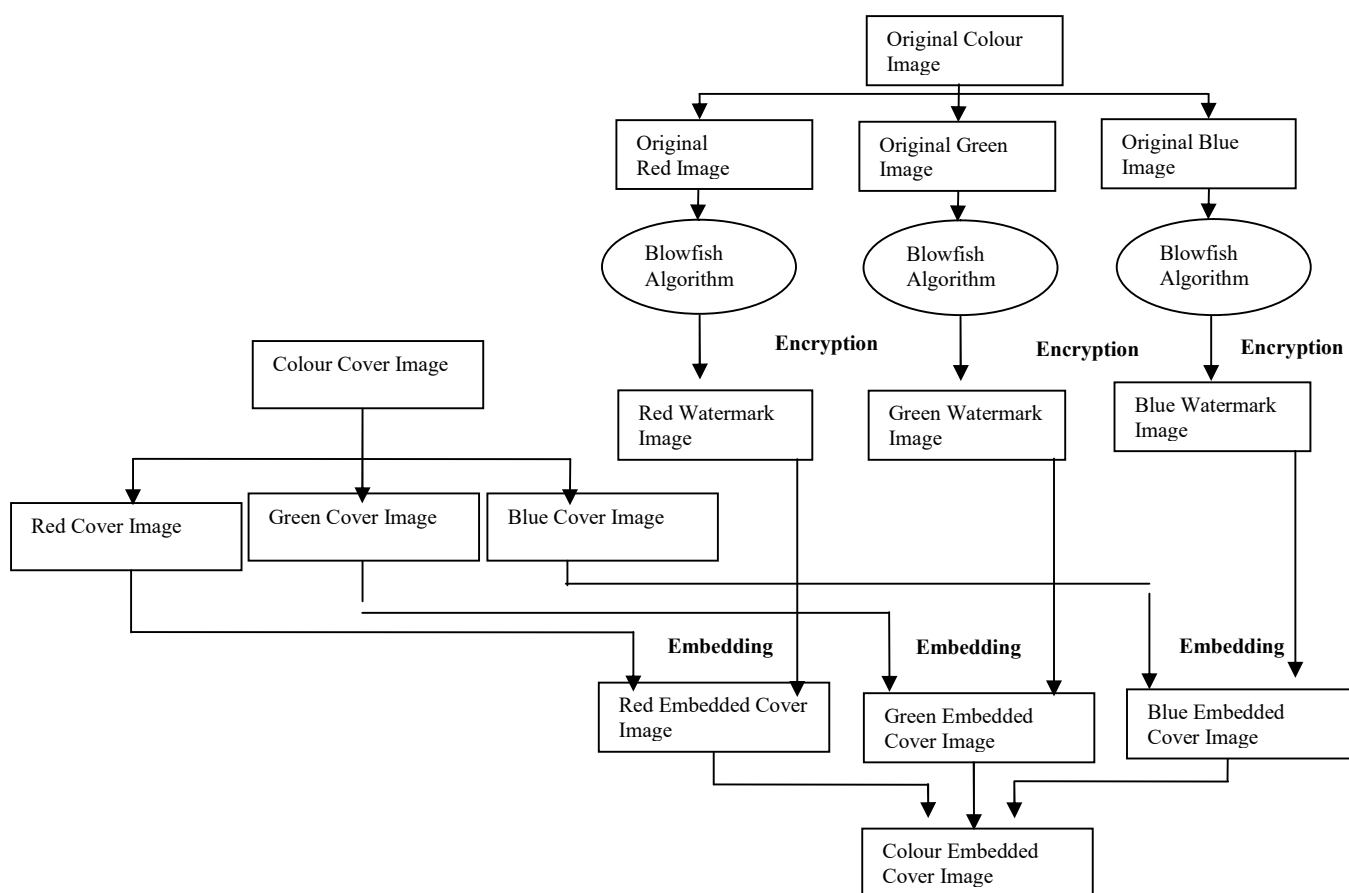 Original Colour
Image
Original
Red Image
Original Green
Image
Original Blue
Image
Blowfish
Algorithm
Blowfish
Algorithm
Blowfish
Algorithm
Encryption
Encryption
Encryption
Colour Cover Image
Red Watermark
Image
Green Watermark
Image
Blue Watermark
Image
Red Cover Image
Green Cover Image
Blue Cover Image
Embedding
Embedding
Embedding
Red Embedded Cover
Image
Green Embedded
Cover Image
Blue Embedded
Cover Image
Colour Embedded
Cover Image